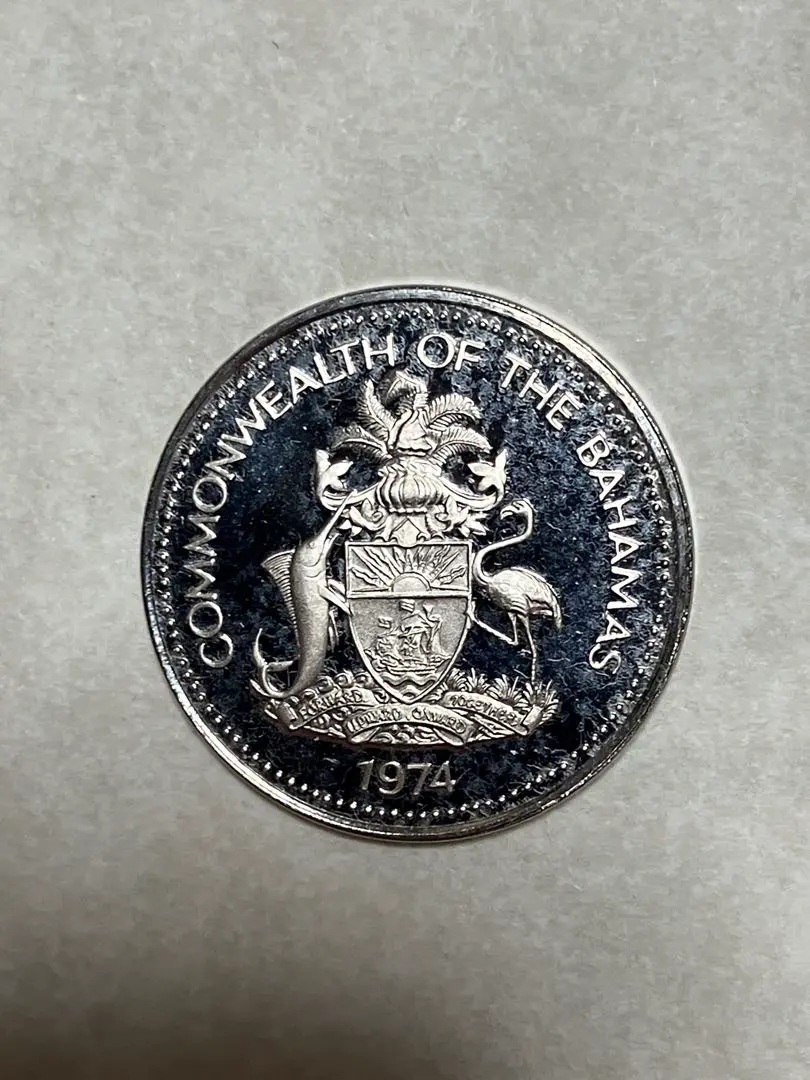 COMMONWEALTH OF THE BAHAMAS
FORWARD
UPWARD ONWARD
TOGETHER
1974